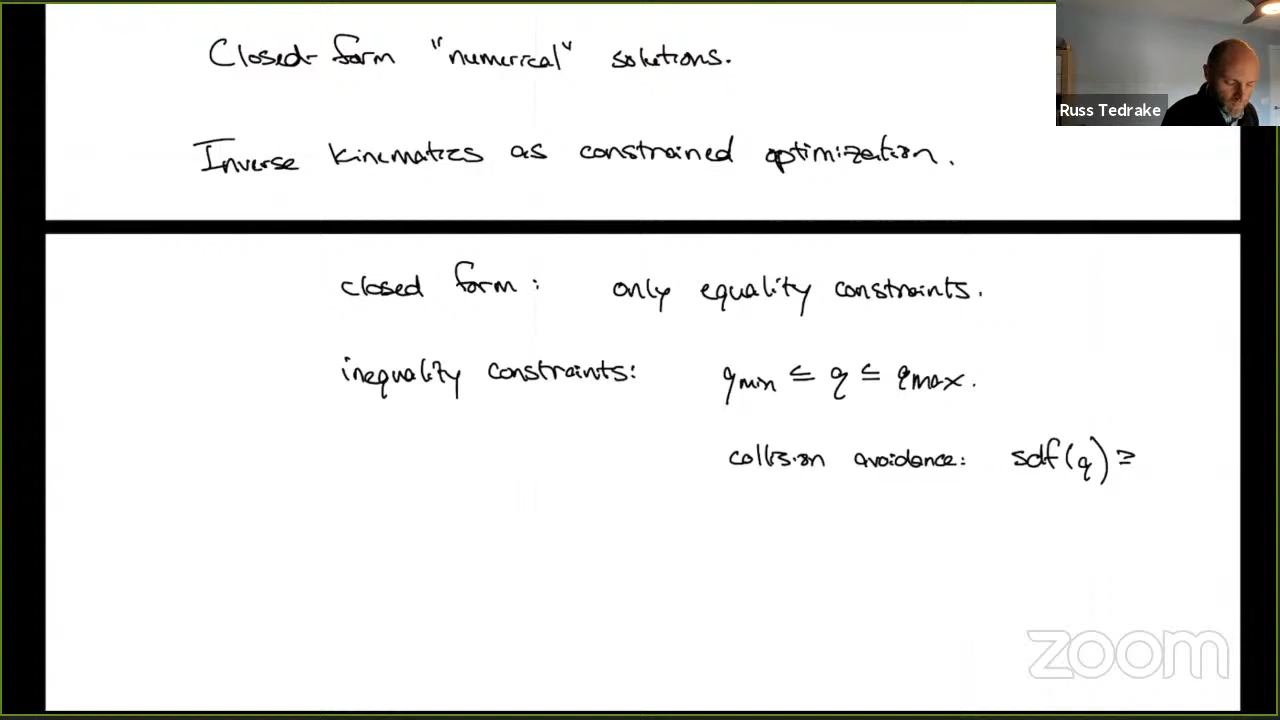 Closed-form "numerical" solutions.
Russ Tedrake
Inverse kinematics as constrained optimization.
closed form: only equality constraints.
inequality constraints: qmin ≤ q ≤ qmax.
collision avoidance: sdf(q) ≥
zoom